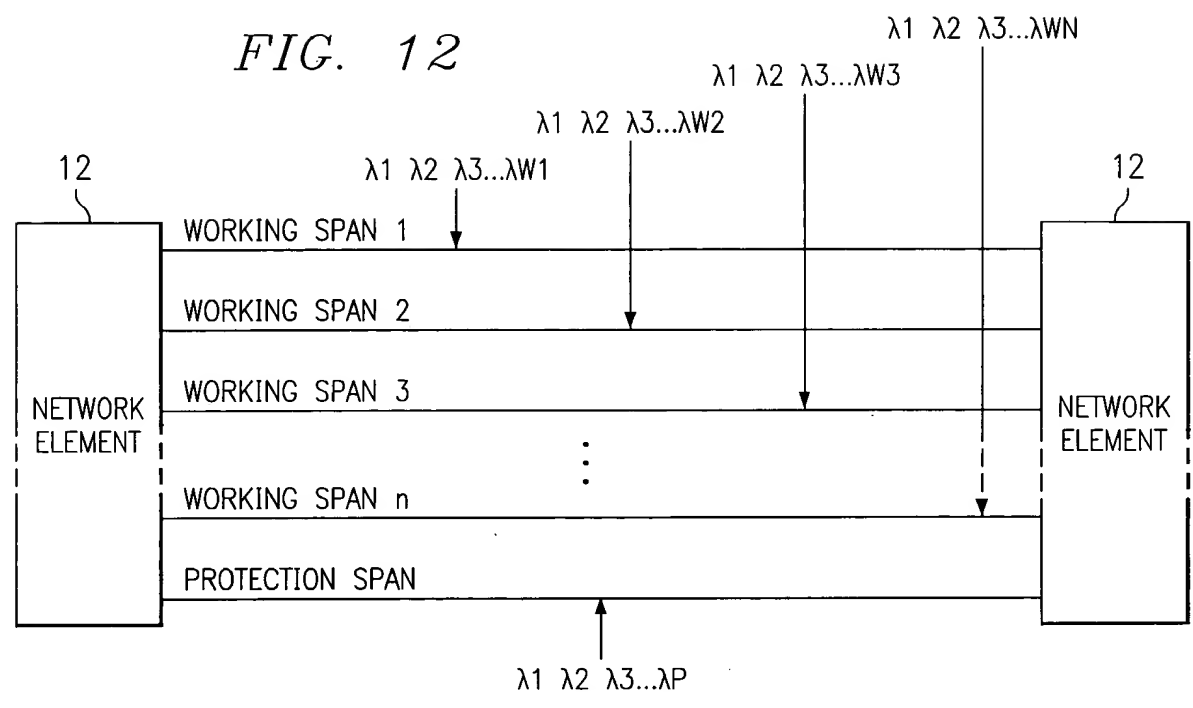 FIG. 12
λ1 λ2 λ3...λWN
λ1 λ2 λ3...λW3
λ1 λ2 λ3...λW2
λ1 λ2 λ3...λW1
12
12
WORKING SPAN 1
WORKING SPAN 2
WORKING SPAN 3
NETWORK
ELEMENT
NETWORK
ELEMENT
WORKING SPAN n
PROTECTION SPAN
λ1 λ2 λ3...λP